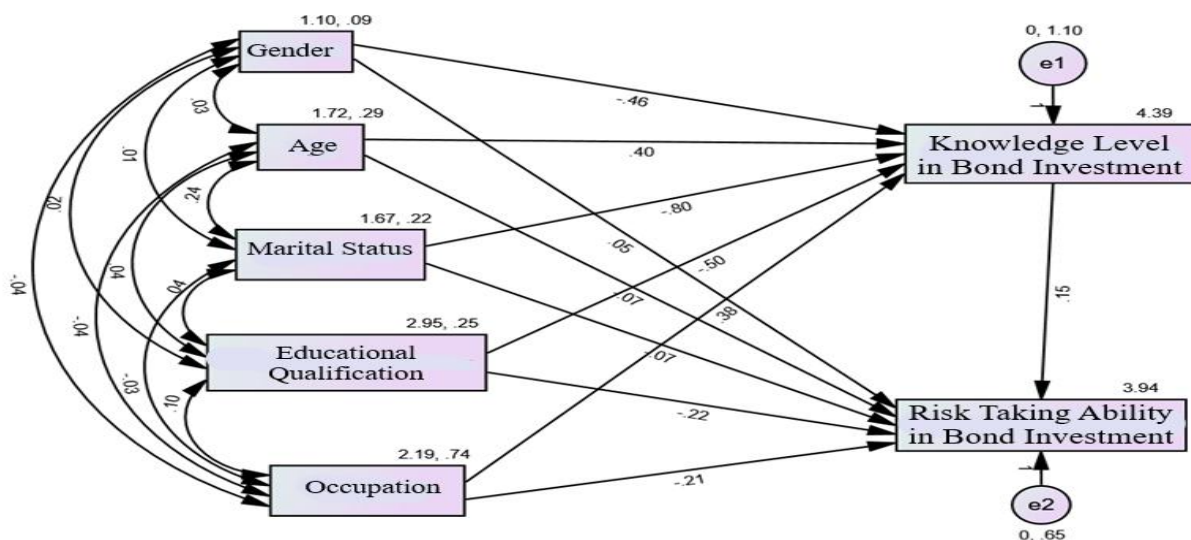 1.10, .09
Gender
0, 1.10
e1
1
-.46
.03
1.72, .29
Age
.40
4.39
Knowledge Level
in Bond Investment
.01
.24
1.67, .22
Marital Status
-.80
.05
.20
-.04
.04
-.04
.04
-.50
.07
.38
.15
2.95, .25
Educational
Qualification
-.07
-.03
.10
-.22
3.94
Risk Taking Ability
in Bond Investment
2.19, .74
Occupation
-.21
1
e2
0, .65